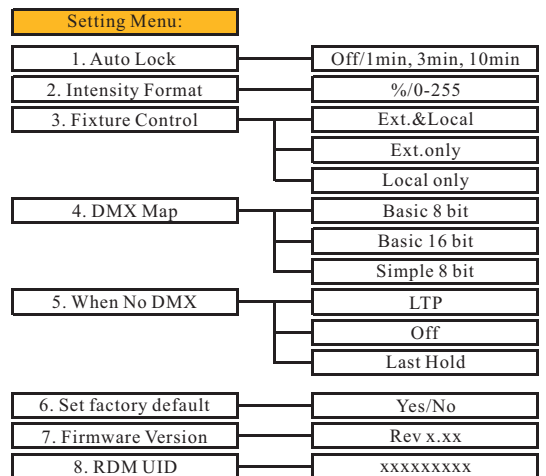 Setting Menu:
1. Auto Lock
Off/1min, 3min, 10min
2. Intensity Format
%/0-255
3. Fixture Control
Ext.&Local
Ext.only
Local only
4. DMX Map
Basic 8 bit
Basic 16 bit
Simple 8 bit
5. When No DMX
LTP
Off
Last Hold
6. Set factory default
Yes/No
7. Firmware Version
Rev x.xx
8. RDM UID
xxxxxxxxx